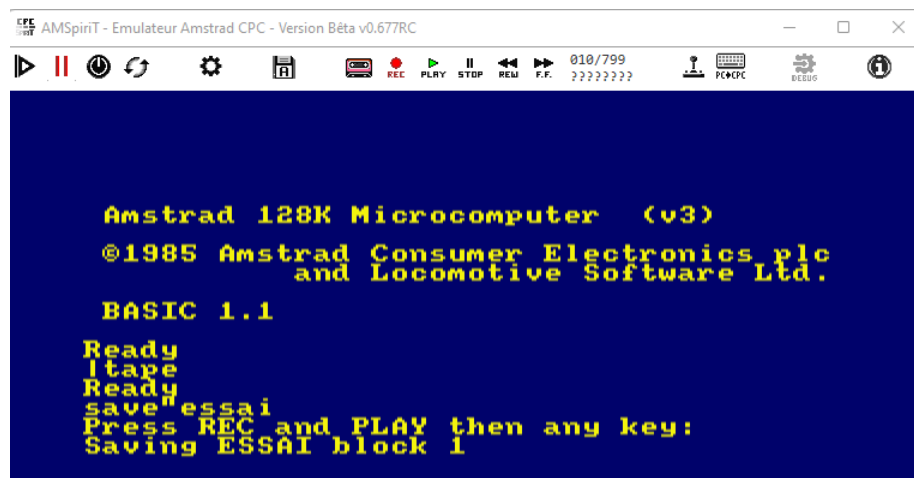 CPC SPIRIT AMSpiriT - Emulateur Amstrad CPC - Version Bêta v0.677RC
A REC PLAY STOP REW F.F. 010/799 ???????? PC CPC DEBUG
Amstrad 128K Microcomputer (v3)
©1985 Amstrad Consumer Electronics plc
and Locomotive Software Ltd.
BASIC 1.1
Ready
|tape
Ready
save"essai
Press REC and PLAY then any key:
Saving ESSAI block 1